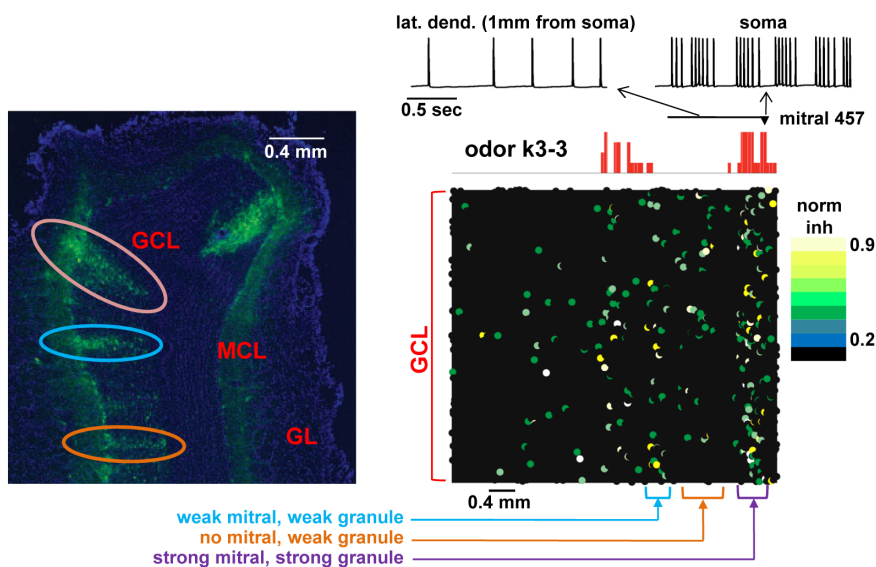 lat. dend. (1mm from soma)
soma
0.5 sec
mitral 457
0.4 mm
odor k3-3
GCL
norm
inh
0.9
0.2
MCL
GCL
GL
0.4 mm
weak mitral, weak granule
no mitral, weak granule
strong mitral, strong granule